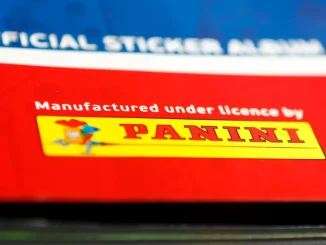 FICIAL STICKER ALBUM
Manufactured under licence by
PANINI